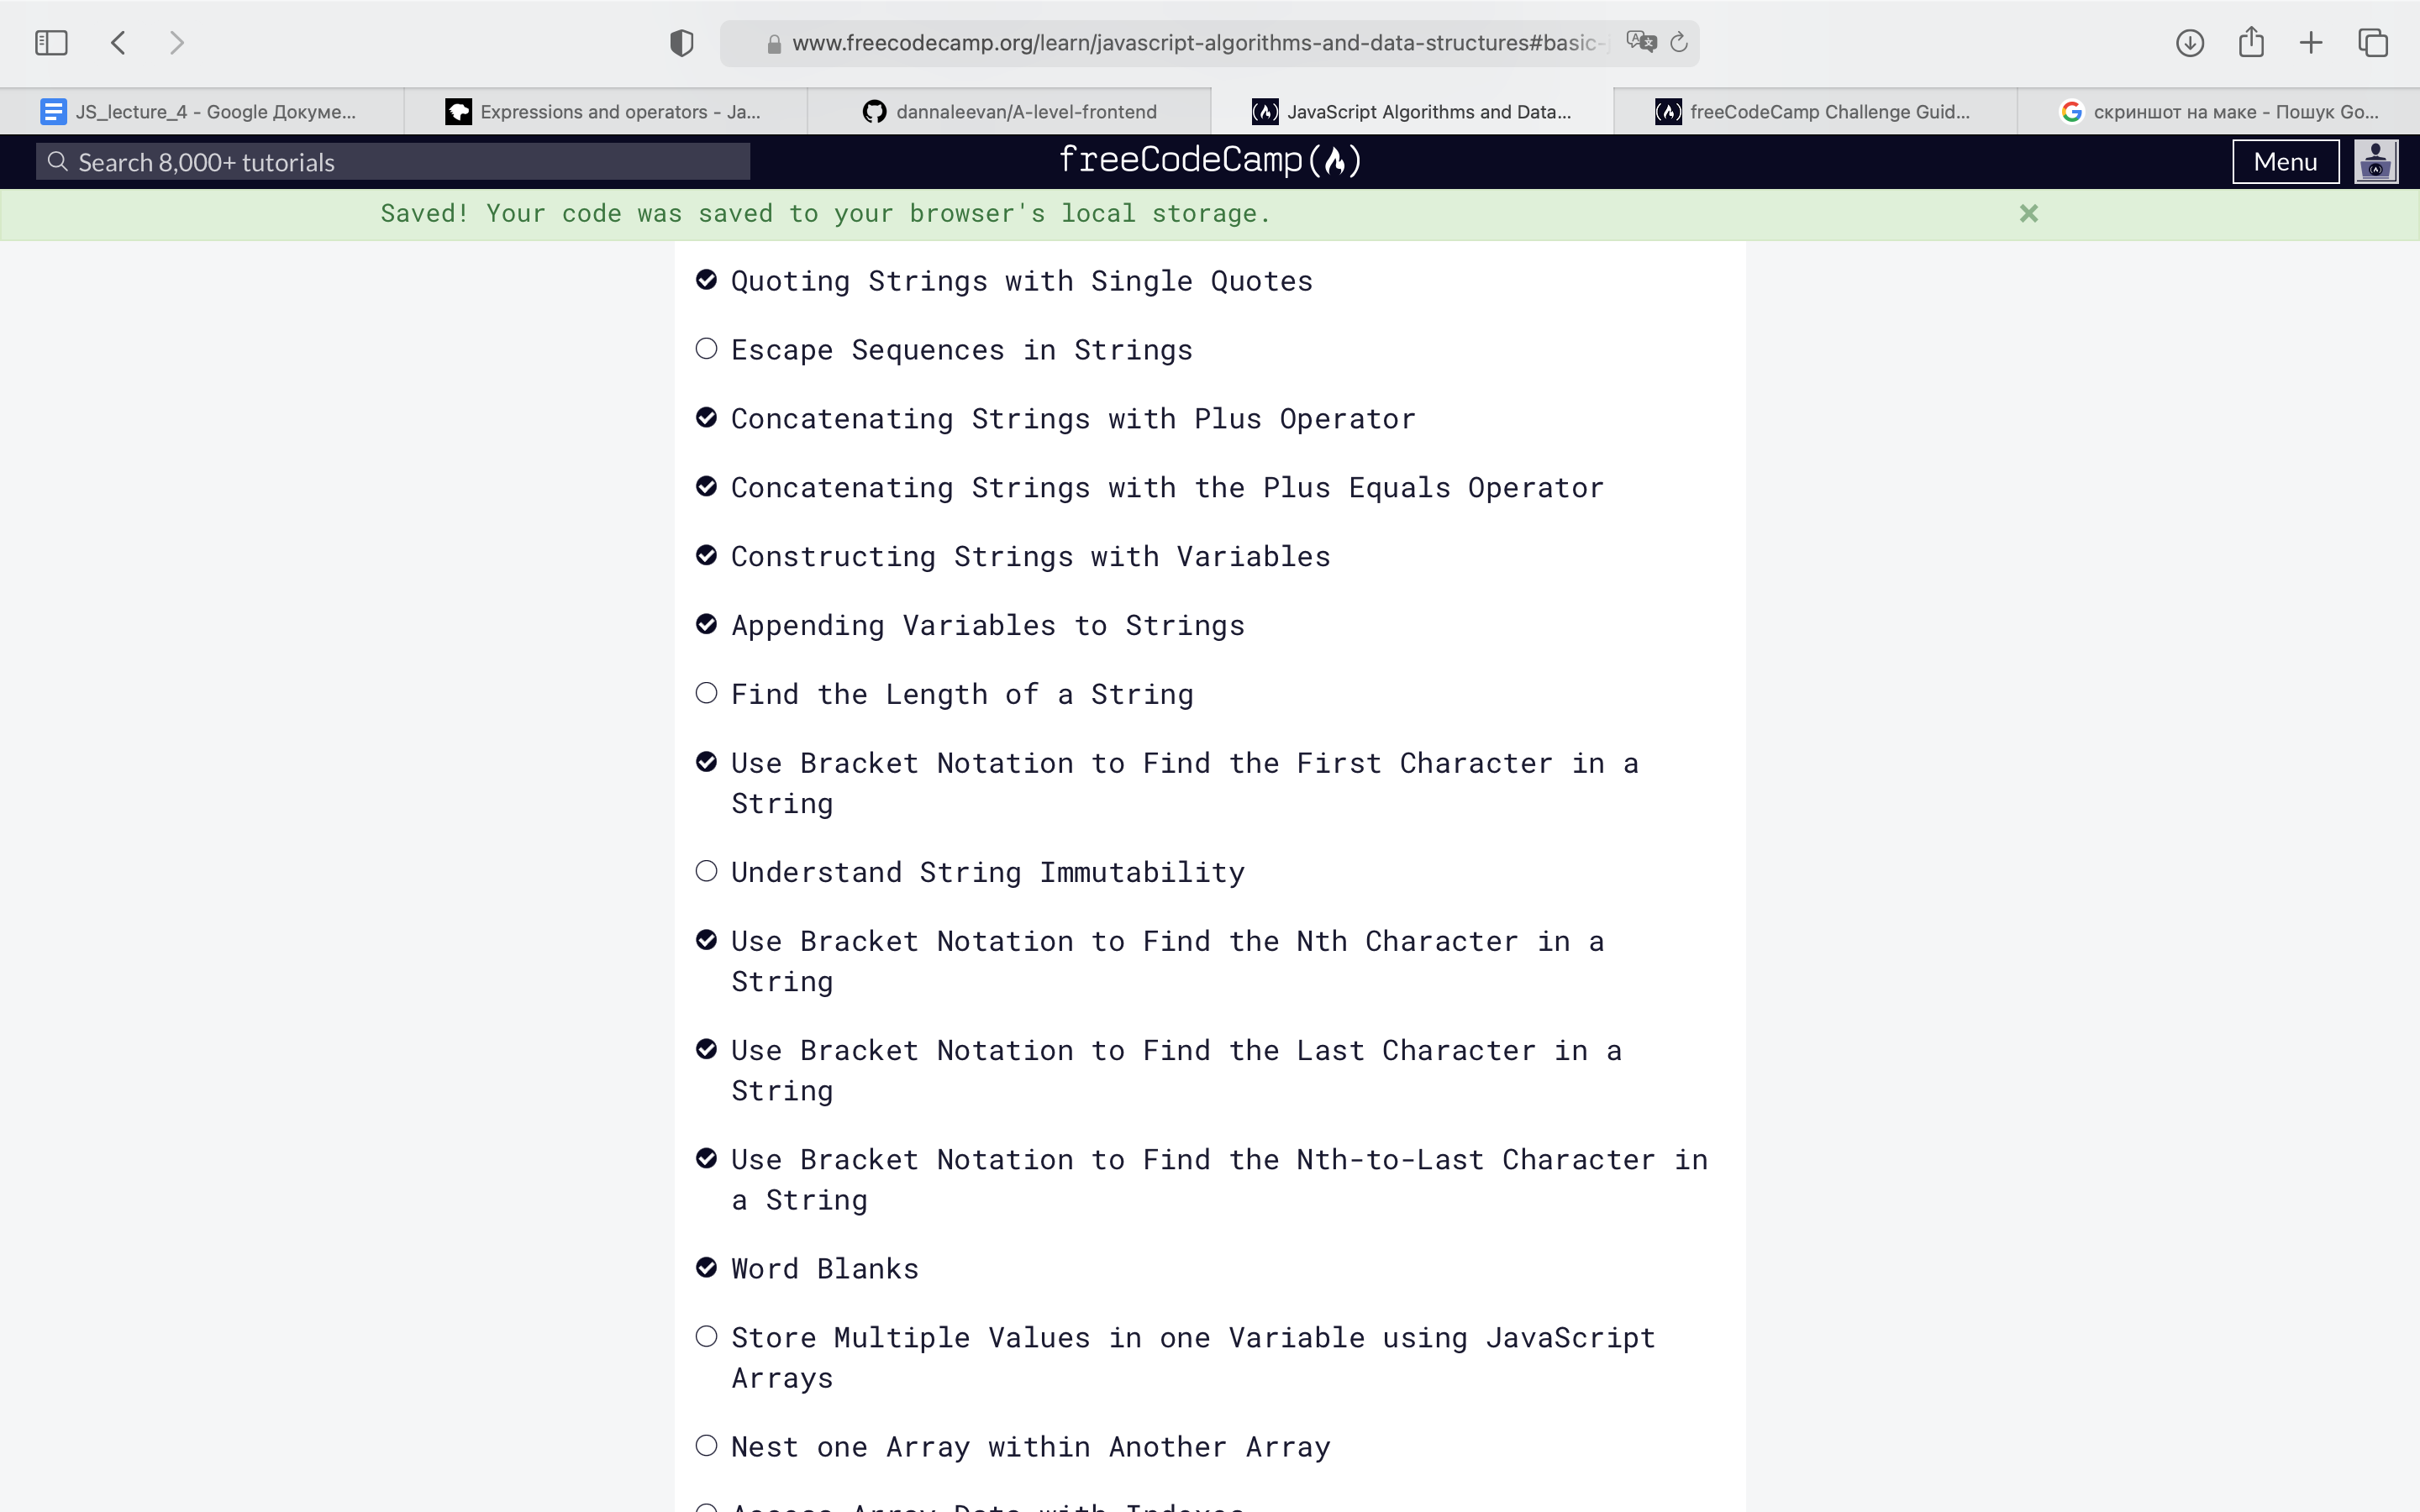 www.freecodecamp.org/learn/javascript-algorithms-and-data-structures#basic-
JS_lecture_4 - Google Докуме...
Expressions and operators - Ja...
dannaleevan/A-level-frontend
JavaScript Algorithms and Data...
freeCodeCamp Challenge Guid...
скриншот на маке - Пошук Go...
Search 8,000+ tutorials
freeCodeCamp
Menu
Saved! Your code was saved to your browser's local storage.
Quoting Strings with Single Quotes
Escape Sequences in Strings
Concatenating Strings with Plus Operator
Concatenating Strings with the Plus Equals Operator
Constructing Strings with Variables
Appending Variables to Strings
Find the Length of a String
Use Bracket Notation to Find the First Character in a
String
Understand String Immutability
Use Bracket Notation to Find the Nth Character in a
String
Use Bracket Notation to Find the Last Character in a
String
Use Bracket Notation to Find the Nth-to-Last Character in
a String
Word Blanks
Store Multiple Values in one Variable using JavaScript
Arrays
Nest one Array within Another Array
Access Array Data with Indexes